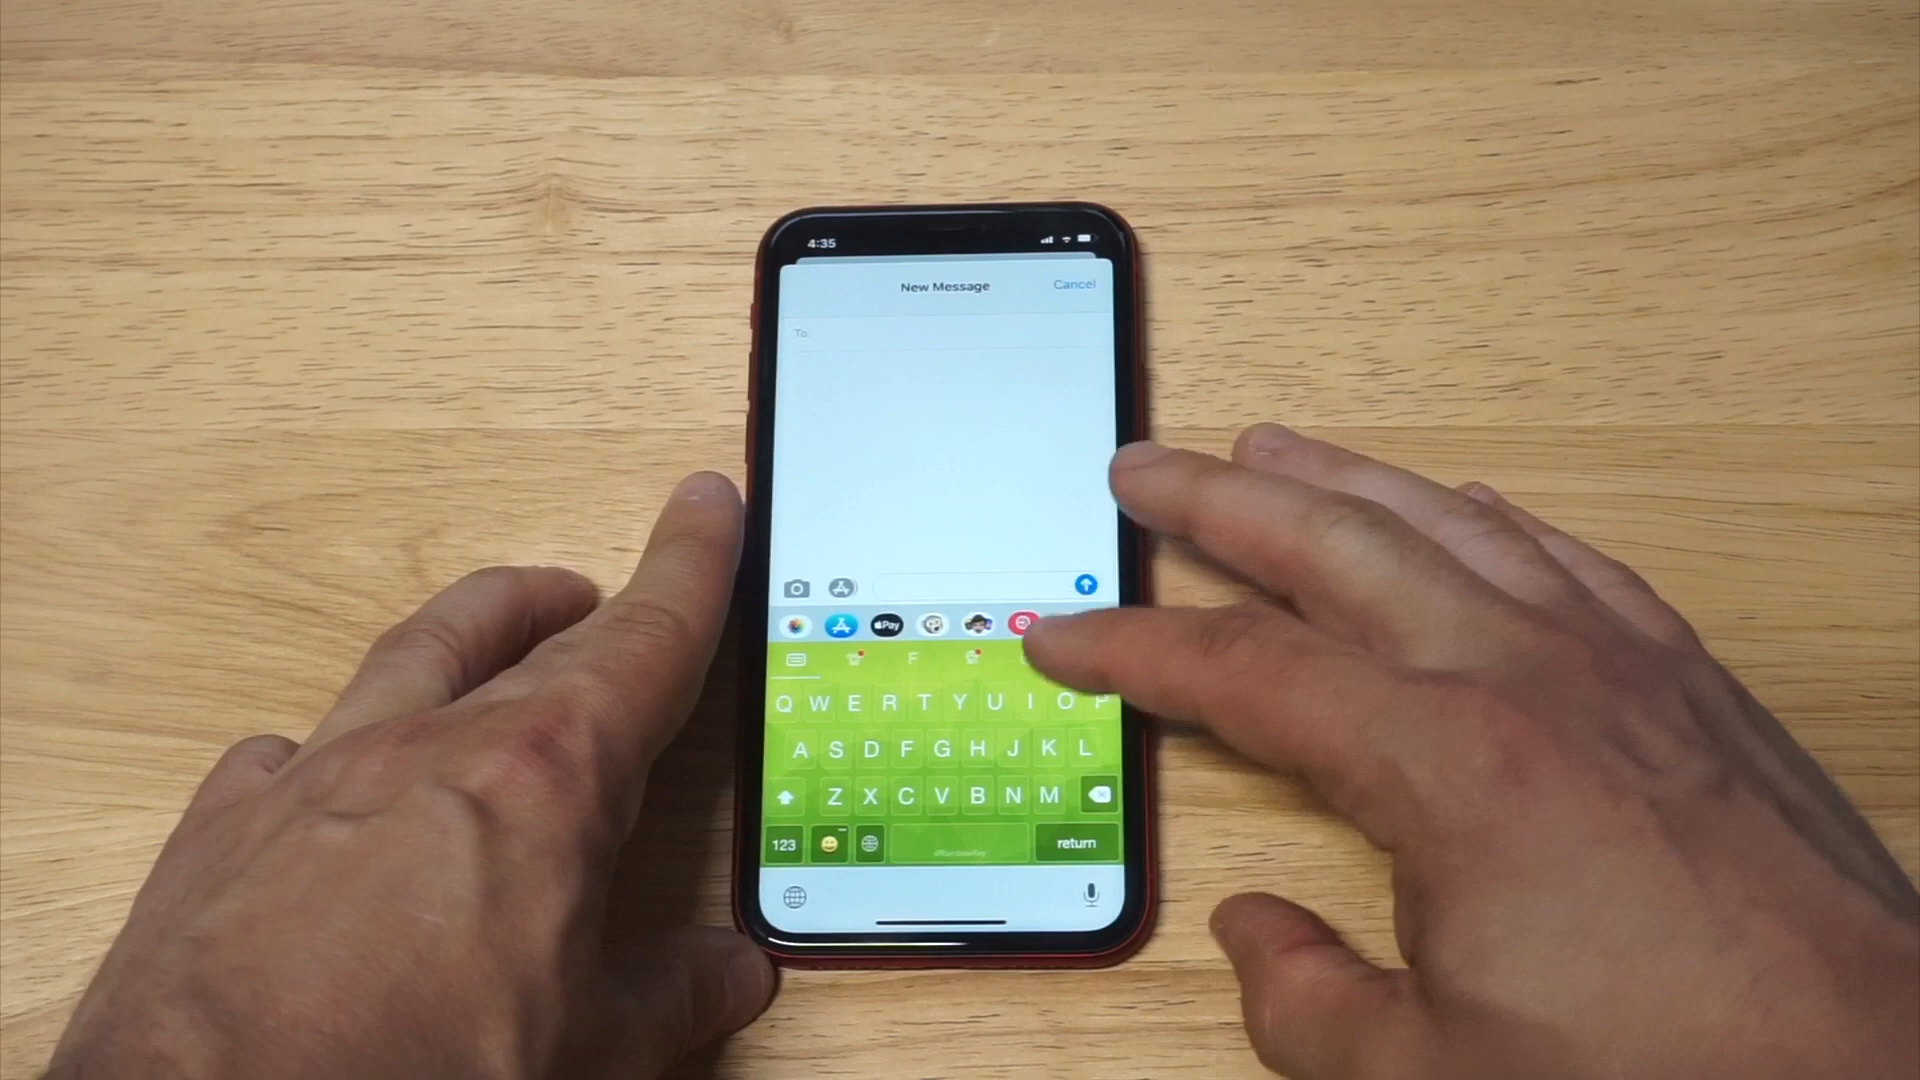 4:35
New Message Cancel
To:
Pay
F
Q W E R T Y U I O P
A S D F G H J K L
Z X C V B N M
123 return